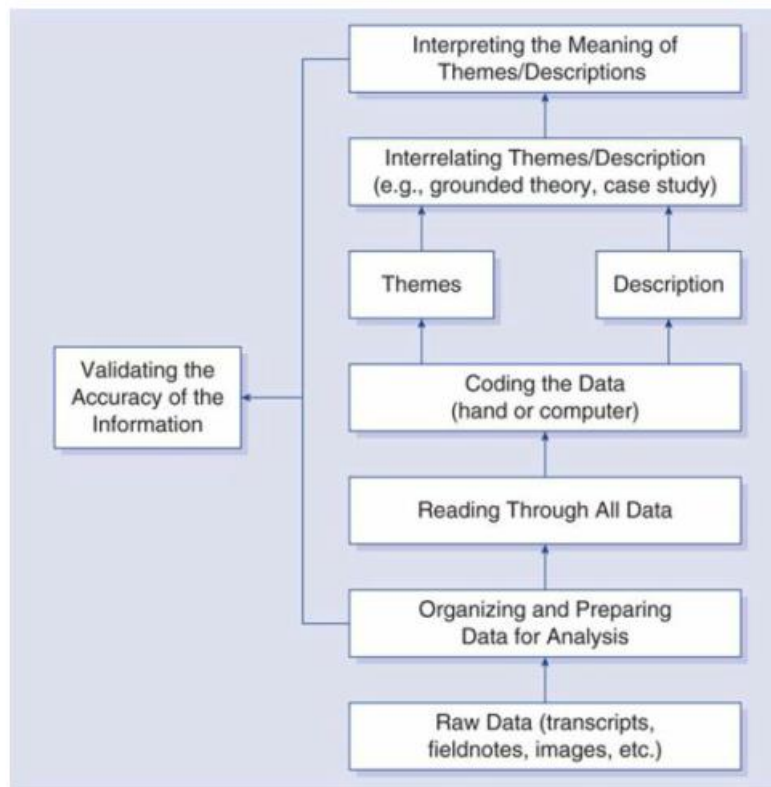 Interpreting the Meaning of
Themes/Descriptions
Interrelating Themes/Description
(e.g., grounded theory, case study)
Themes
Description
Validating the
Accuracy of the
Information
Coding the Data
(hand or computer)
Reading Through All Data
Organizing and Preparing
Data for Analysis
Raw Data (transcripts,
fieldnotes, images, etc.)